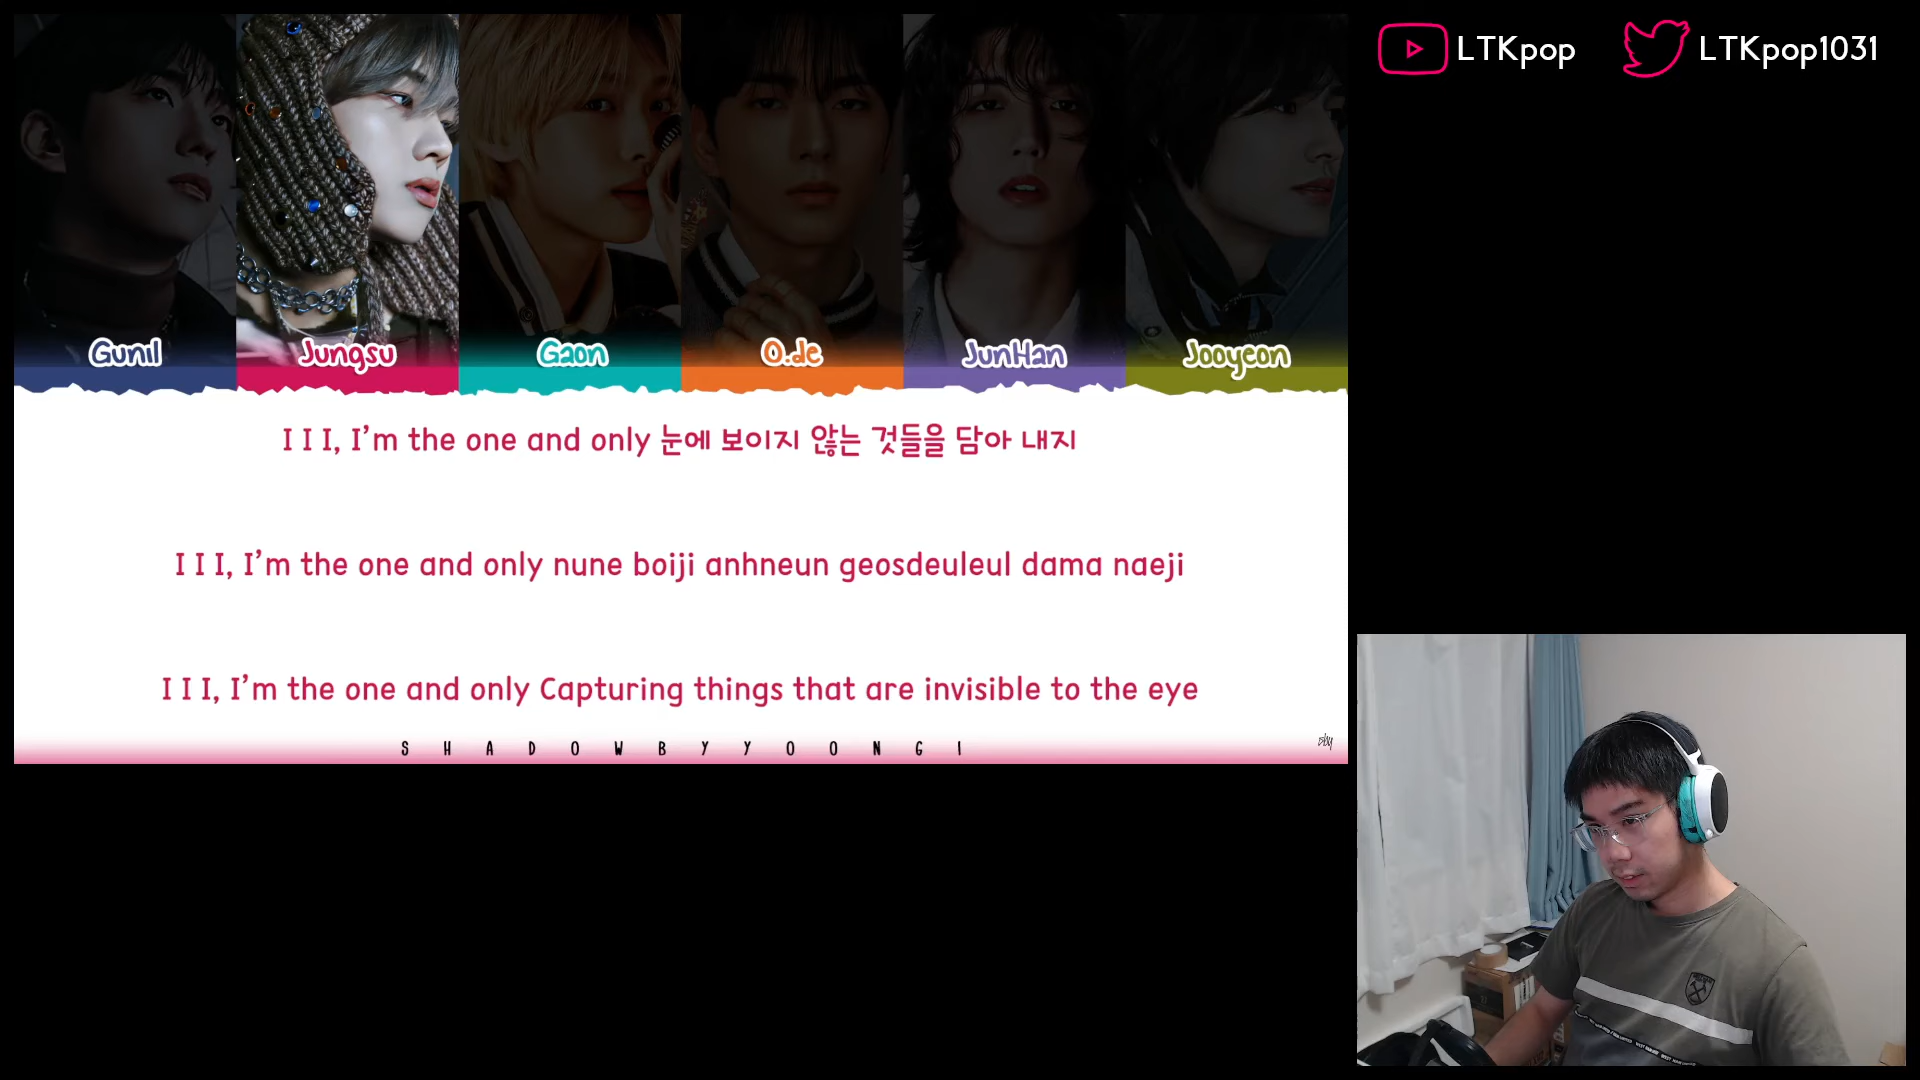 LTKpop
LTKpop1031
Gunil
Jungsu
Gaon
O.de
JunHan
Jooyeon
I I I, I’m the one and only 눈에 보이지 않는 것들을 담아 내지
I I I, I’m the one and only nune boiji anhneun geosdeuleul dama naeji
I I I, I’m the one and only Capturing things that are invisible to the eye
SHADOWBYYOONGI
sby